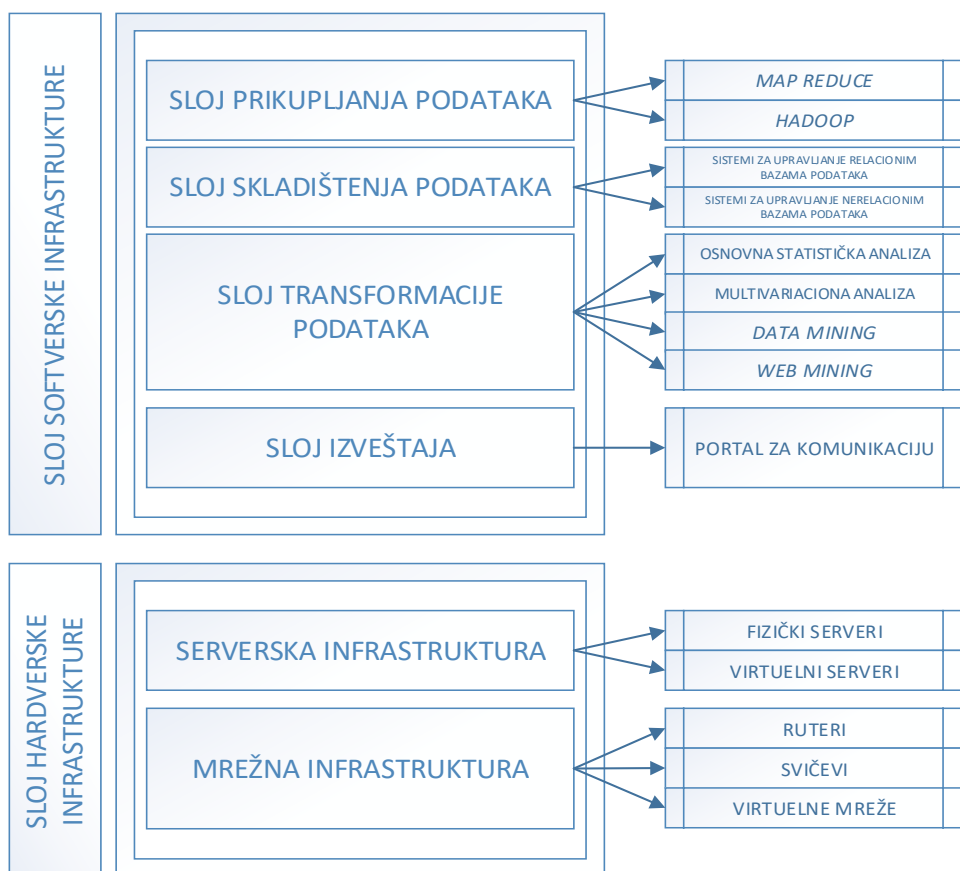 SLOJ SOFTVERSKE INFRASTRUKTURE
SLOJ PRIKUPLJANJA PODATAKA
MAP REDUCE
HADOOP
SLOJ SKLADIŠTENJA PODATAKA
SISTEMI ZA UPRAVLJANJE RELACIONIM
BAZAMA PODATAKA
SISTEMI ZA UPRAVLJANJE NERELACIONIM
BAZAMA PODATAKA
SLOJ TRANSFORMACIJE
PODATAKA
OSNOVNA STATISTIČKA ANALIZA
MULTIVARIACIONA ANALIZA
DATA MINING
WEB MINING
SLOJ IZVEŠTAJA
PORTAL ZA KOMUNIKACIJU
SLOJ HARDVERSKE
INFRASTRUKTURE
SERVERSKA INFRASTRUKTURA
FIZIČKI SERVERI
VIRTUELNI SERVERI
MREŽNA INFRASTRUKTURA
RUTERI
SVIČEVI
VIRTUELNE MREŽE